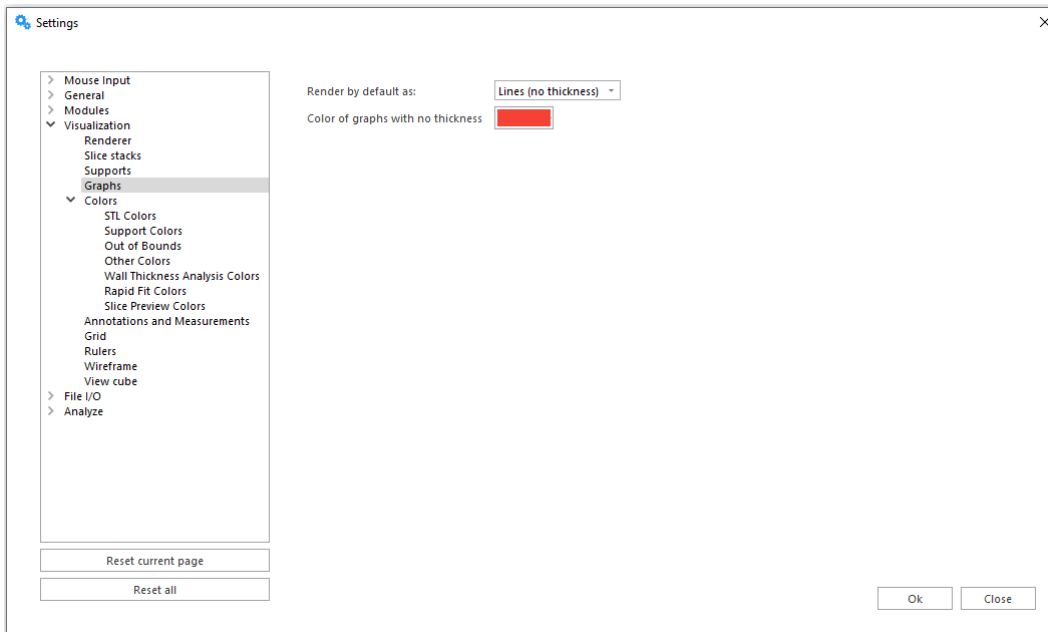 Settings
Mouse Input
General
Modules
Visualization
Renderer
Slice stacks
Supports
Graphs
Colors
STL Colors
Support Colors
Out of Bounds
Other Colors
Wall Thickness Analysis Colors
Rapid Fit Colors
Slice Preview Colors
Annotations and Measurements
Grid
Rulers
Wireframe
View cube
File I/O
Analyze
Reset current page
Reset all
Render by default as: Lines (no thickness)
Color of graphs with no thickness
Ok Close